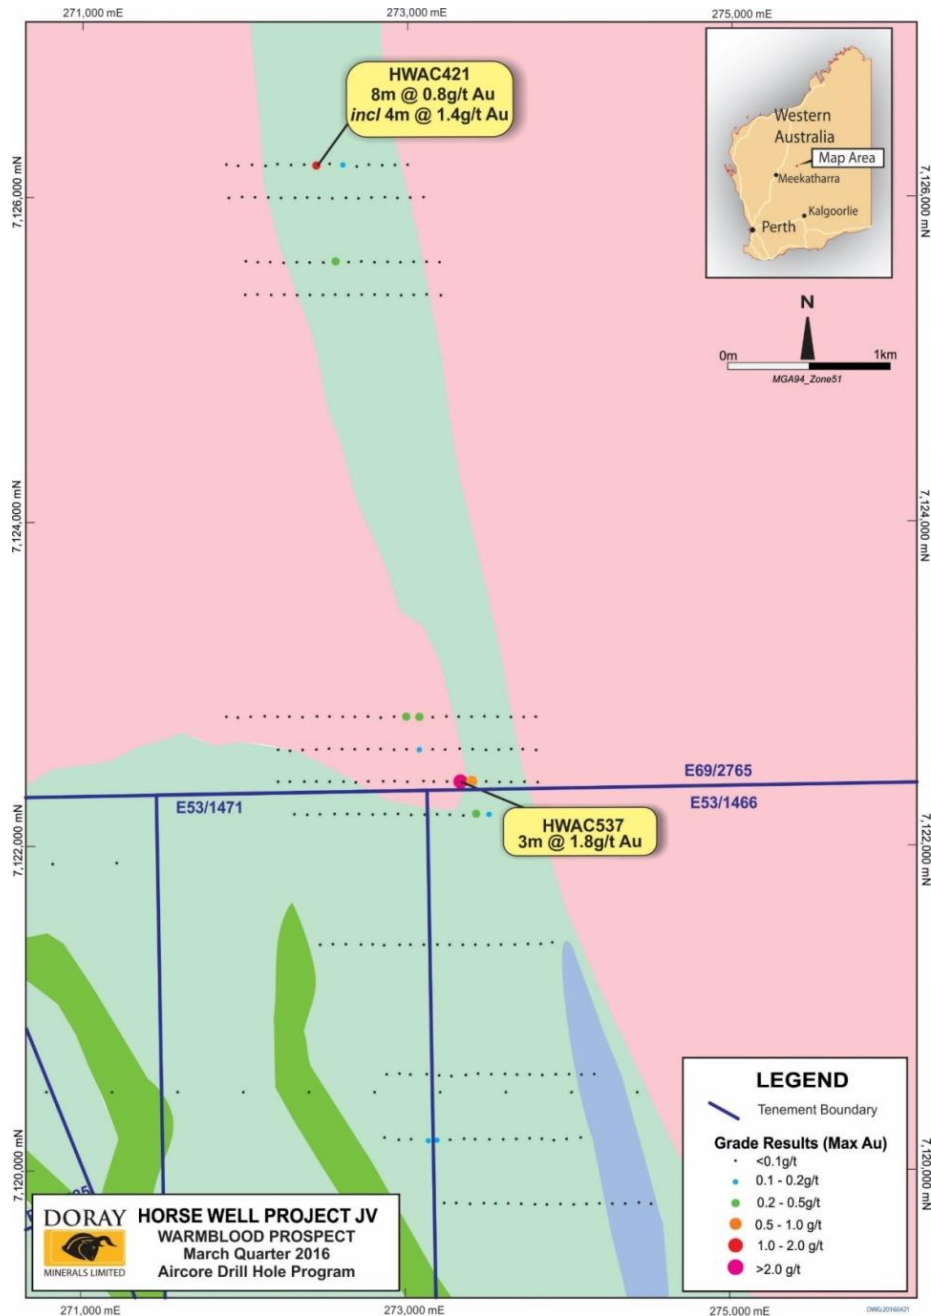 271,000 mE
273,000 mE
275,000 mE
HWAC421
8m @ 0.8g/t Au
incl 4m @ 1.4g/t Au
Western
Australia
Map Area
Meekatharra
Kalgoorlie
Perth
7,126,000 mN
7,126,000 mN
N
0m
1km
MGA94_Zone51
7,124,000 mN
7,124,000 mN
E69/2765
E53/1471
E53/1466
HWAC537
3m @ 1.8g/t Au
7,122,000 mN
7,122,000 mN
LEGEND
Tenement Boundary
Grade Results (Max Au)
<0.1g/t
0.1 - 0.2g/t
0.2 - 0.5g/t
0.5 - 1.0 g/t
1.0 - 2.0 g/t
>2.0 g/t
7,120,000 mN
7,120,000 mN
DORAY
MINERALS LIMITED
HORSE WELL PROJECT JV
WARMBLOOD PROSPECT
March Quarter 2016
Aircore Drill Hole Program
271,000 mE
273,000 mE
275,000 mE
DWG:20160421